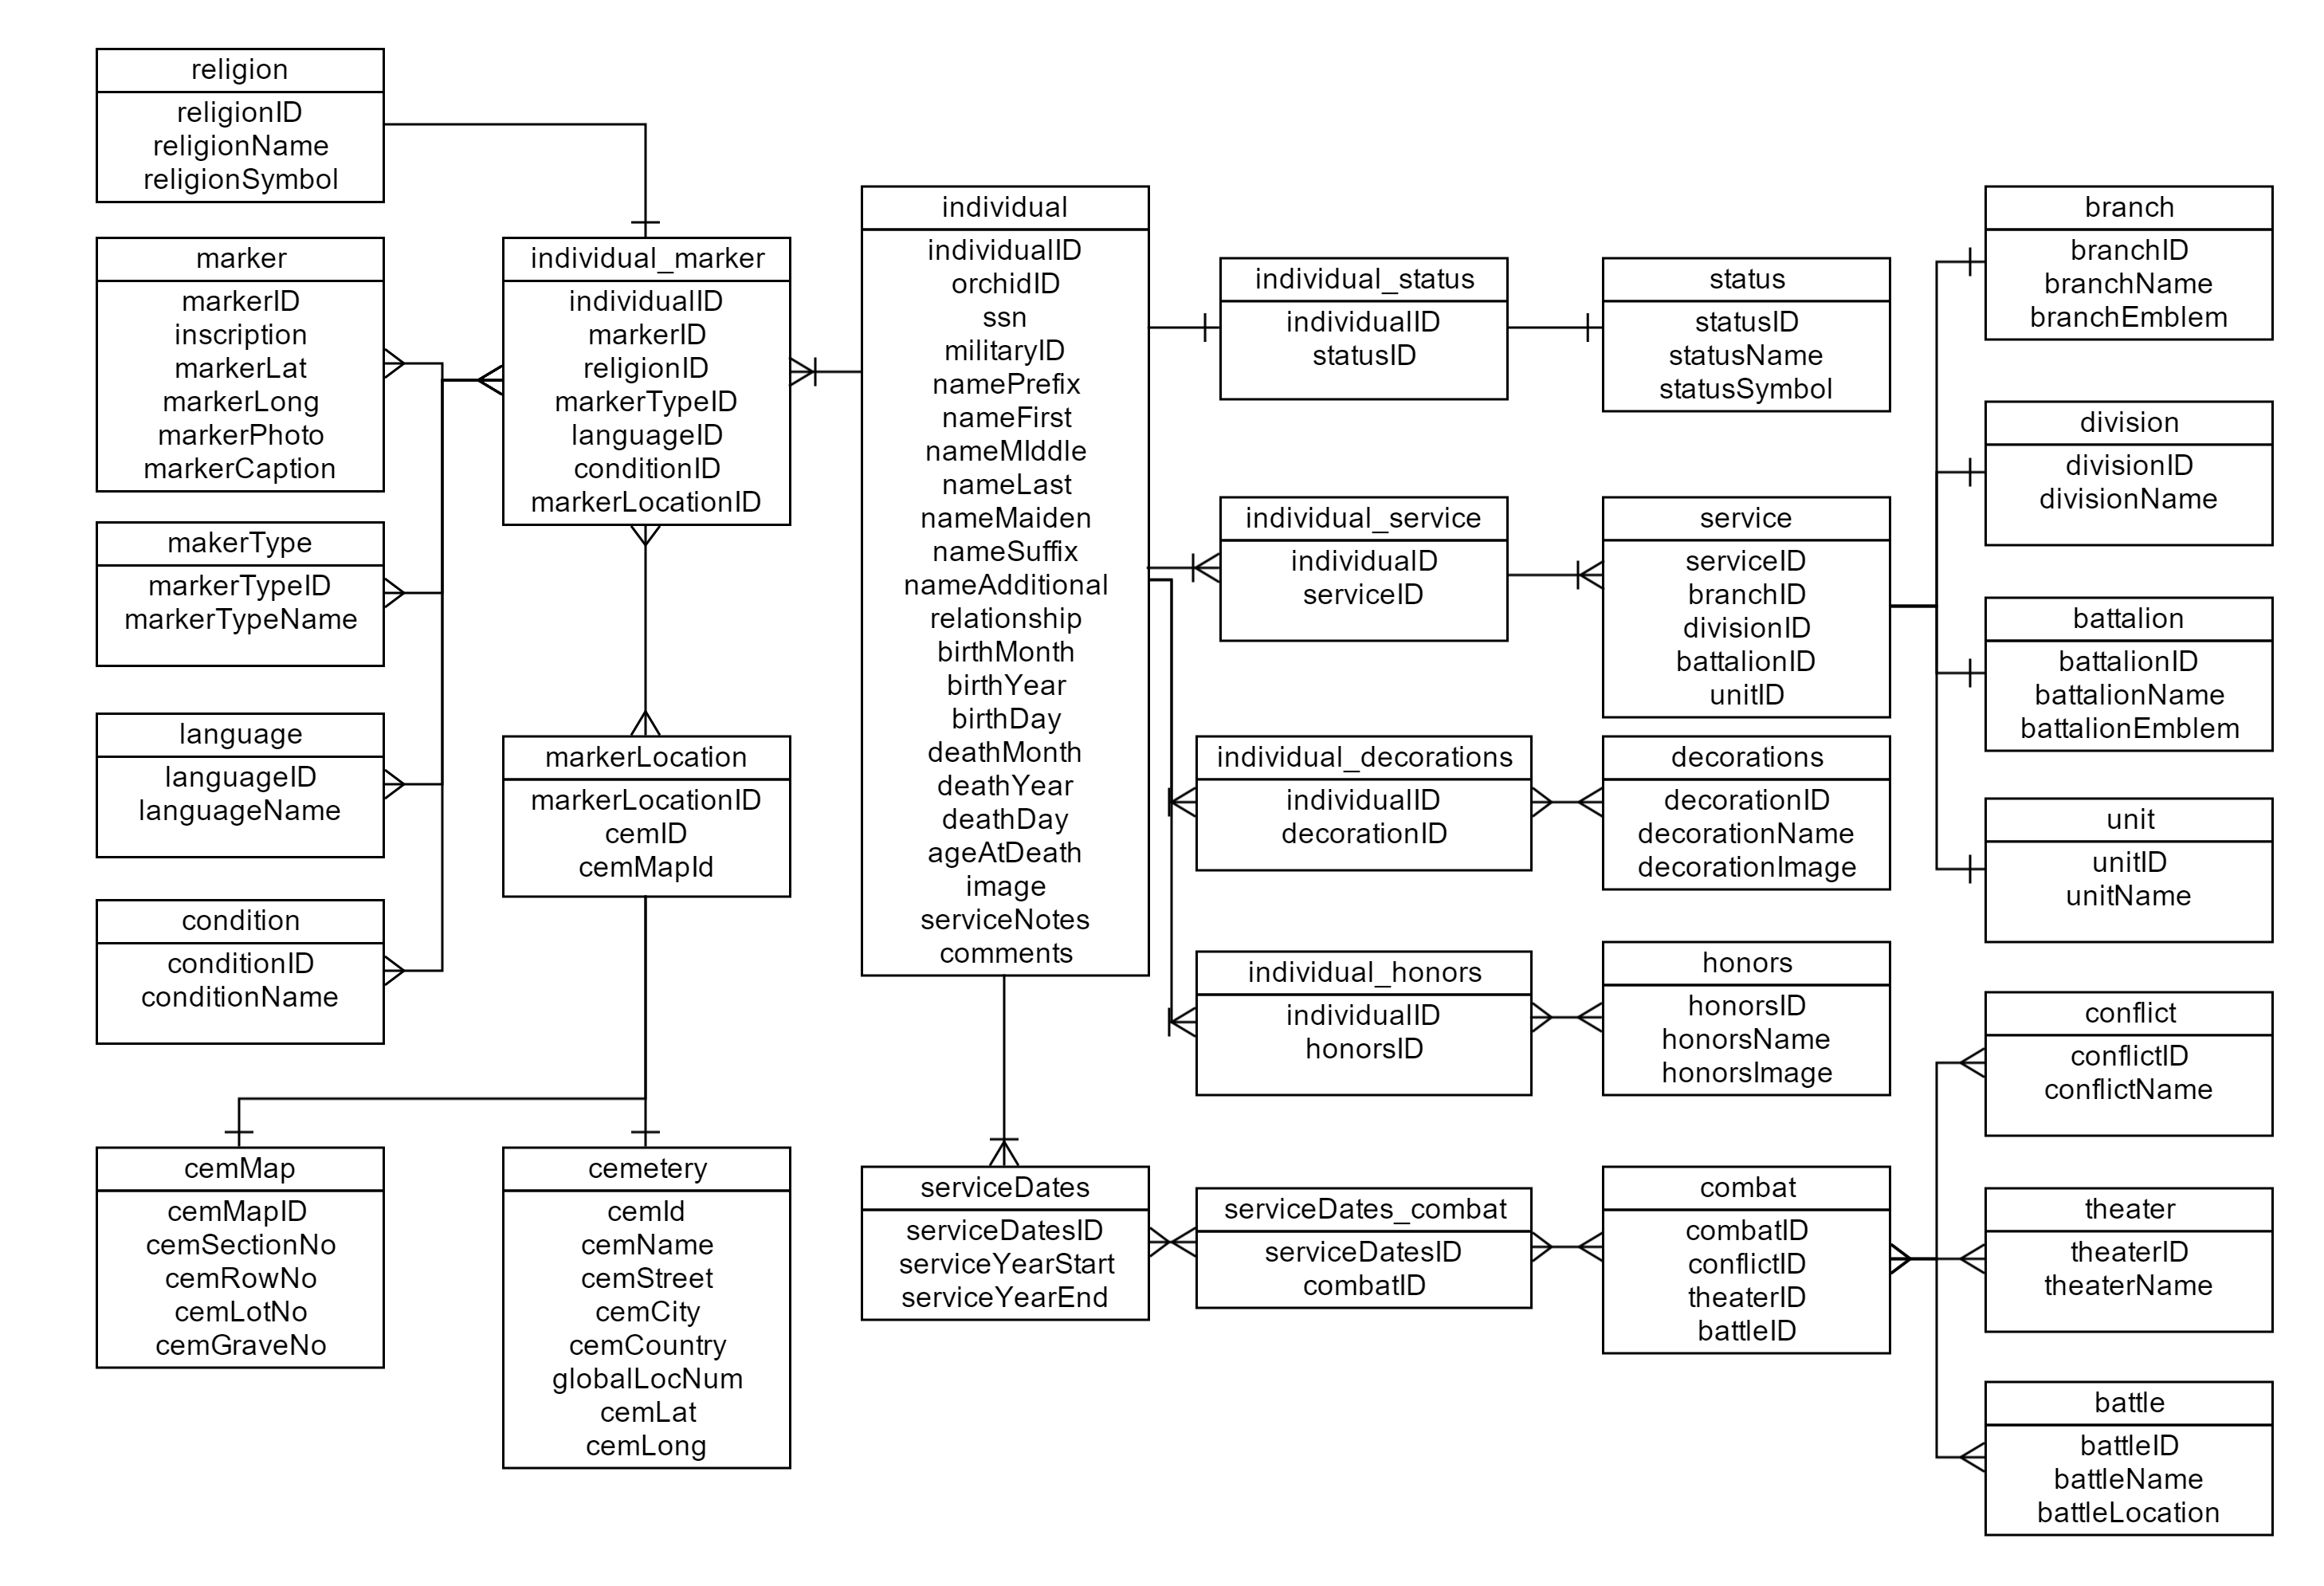 religion
religionID
religionName
religionSymbol
marker
markerID
inscription
markerLat
markerLong
markerPhoto
markerCaption
makerType
markerTypeID
markerTypeName
language
languageID
languageName
condition
conditionID
conditionName
cemMap
cemMapID
cemSectionNo
cemRowNo
cemLotNo
cemGraveNo
individual_marker
individualID
markerID
religionID
markerTypeID
languageID
conditionID
markerLocationID
markerLocation
markerLocationID
cemID
cemMapId
cemetery
cemId
cemName
cemStreet
cemCity
cemCountry
globalLocNum
cemLat
cemLong
individual
individualID
orchidID
ssn
militaryID
namePrefix
nameFirst
nameMIddle
nameLast
nameMaiden
nameSuffix
nameAdditional
relationship
birthMonth
birthYear
birthDay
deathMonth
deathYear
deathDay
ageAtDeath
image
serviceNotes
comments
serviceDates
serviceDatesID
serviceYearStart
serviceYearEnd
individual_status
individualID
statusID
individual_service
individualID
serviceID
individual_decorations
individualID
decorationID
individual_honors
individualID
honorsID
serviceDates_combat
serviceDatesID
combatID
status
statusID
statusName
statusSymbol
service
serviceID
branchID
divisionID
battalionID
unitID
decorations
decorationID
decorationName
decorationImage
honors
honorsID
honorsName
honorsImage
combat
combatID
conflictID
theaterID
battleID
branch
branchID
branchName
branchEmblem
division
divisionID
divisionName
battalion
battalionID
battalionName
battalionEmblem
unit
unitID
unitName
conflict
conflictID
conflictName
theater
theaterID
theaterName
battle
battleID
battleName
battleLocation